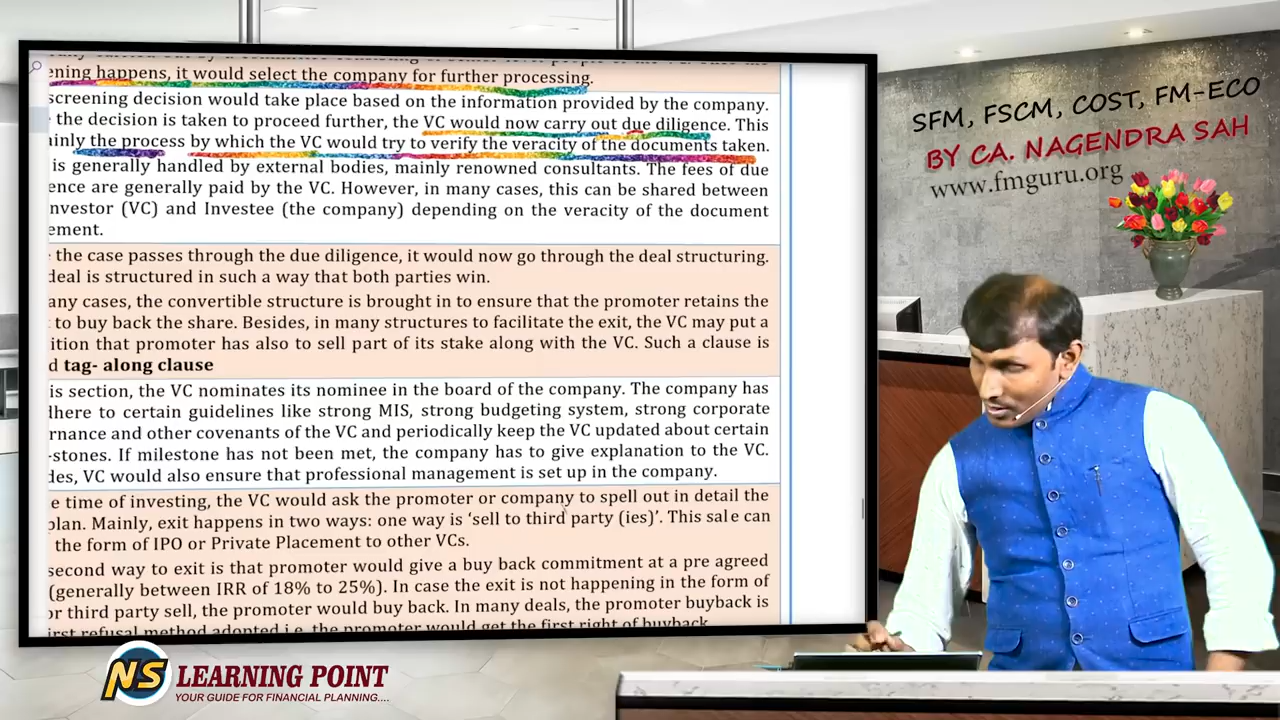 ening happens, it would select the company for further processing.
screening decision would take place based on the information provided by the company.
the decision is taken to proceed further, the VC would now carry out due diligence. This
ainly the process by which the VC would try to verify the veracity of the documents taken.
is generally handled by external bodies, mainly renowned consultants. The fees of due
ence are generally paid by the VC. However, in many cases, this can be shared between
nvestor (VC) and Investee (the company) depending on the veracity of the document
ement.
the case passes through the due diligence, it would now go through the deal structuring.
deal is structured in such a way that both parties win.
any cases, the convertible structure is brought in to ensure that the promoter retains the
to buy back the share. Besides, in many structures to facilitate the exit, the VC may put a
ition that promoter has also to sell part of its stake along with the VC. Such a clause is
d tag- along clause
is section, the VC nominates its nominee in the board of the company. The company has
dhere to certain guidelines like strong MIS, strong budgeting system, strong corporate
rnance and other covenants of the VC and periodically keep the VC updated about certain
-stones. If milestone has not been met, the company has to give explanation to the VC.
des, VC would also ensure that professional management is set up in the company.
e time of investing, the VC would ask the promoter or company to spell out in detail the
plan. Mainly, exit happens in two ways: one way is ‘sell to third party (ies)’. This sale can
the form of IPO or Private Placement to other VCs.
second way to exit is that promoter would give a buy back commitment at a pre agreed
(generally between IRR of 18% to 25%). In case the exit is not happening in the form of
or third party sell, the promoter would buy back. In many deals, the promoter buyback is
irst refusal method adopted i.e. the promoter would get the first right of buyback.
SFM, FSCM, COST, FM-ECO
BY CA. NAGENDRA SAH
www.fmguru.org
NS LEARNING POINT
YOUR GUIDE FOR FINANCIAL PLANNING....